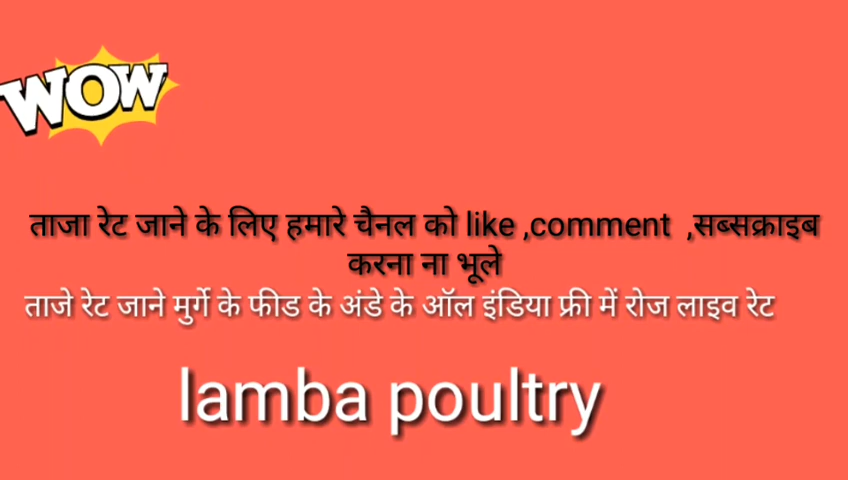 WOW
ताजा रेट जाने के लिए हमारे चैनल को like ,comment ,सब्सक्राइब
करना ना भूले
ताजे रेट जाने मुर्गे के फीड के अंडे के ऑल इंडिया फ्री में रोज लाइव रेट
lamba poultry